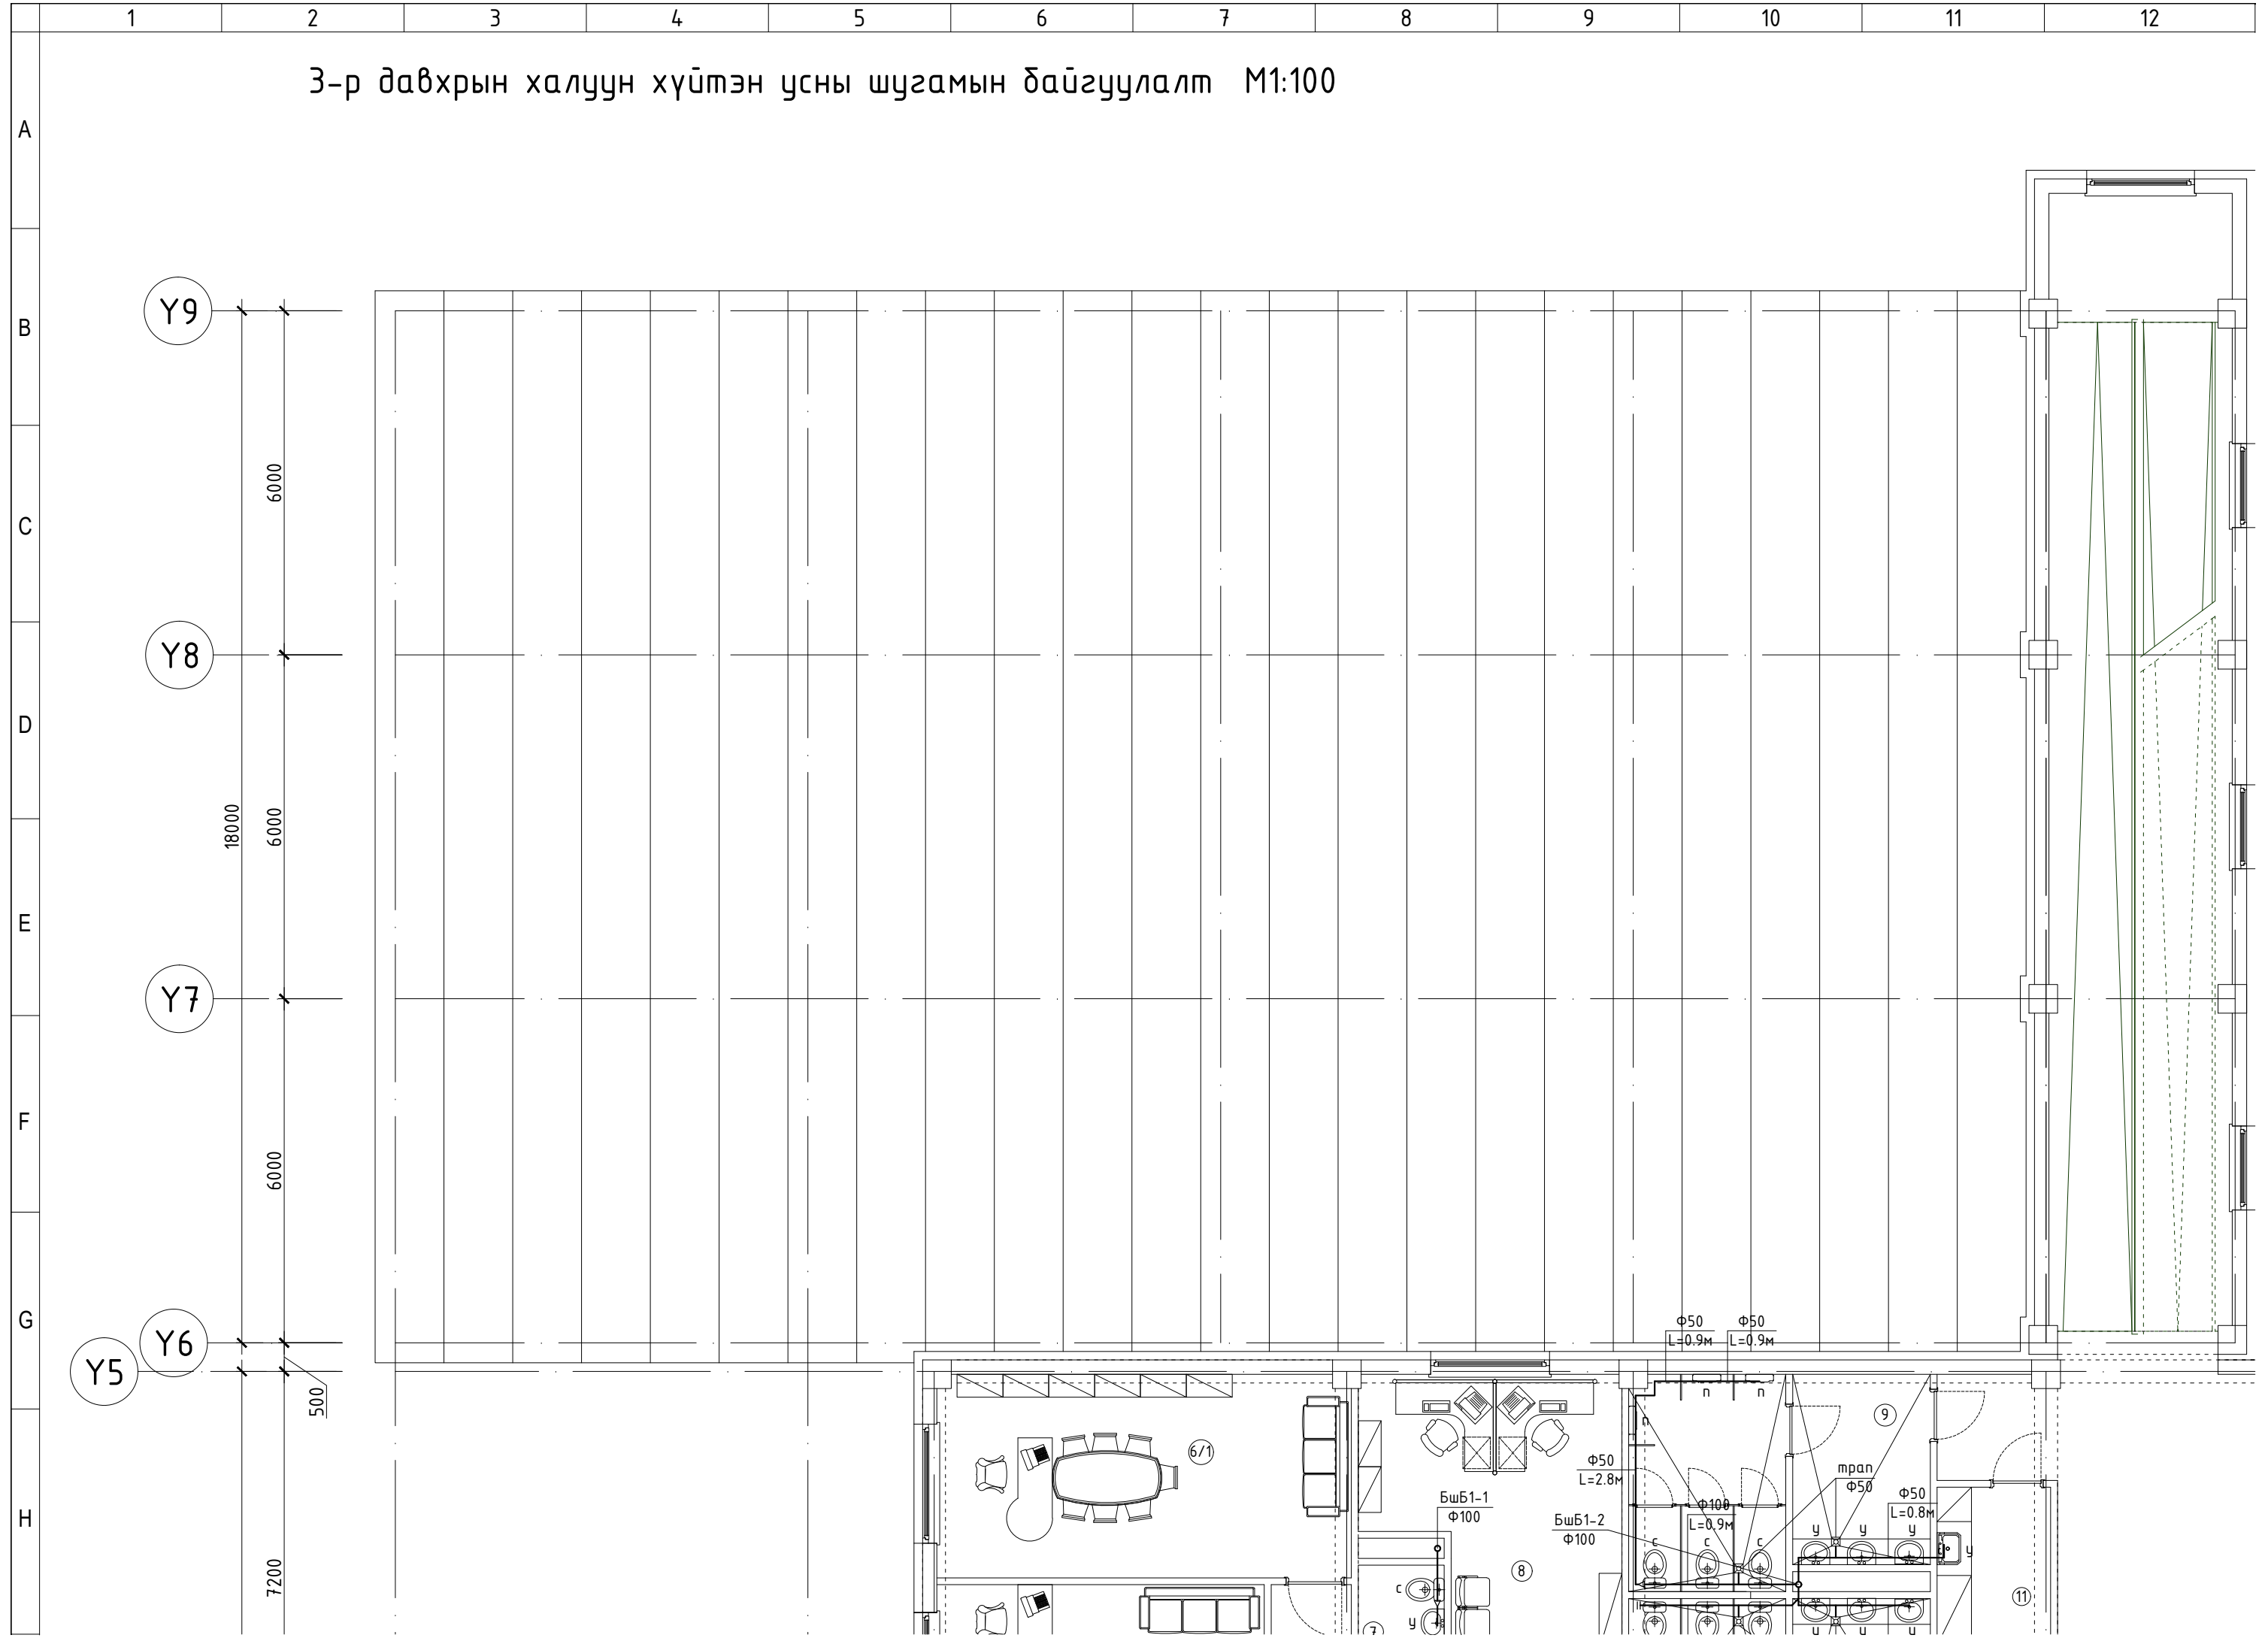 1 2 3 4 5 6 7 8 9 10 11 12
3-р давхрын халуун хүйтэн усны шугамын байгуулалт М1:100
A
B
C
D
E
F
G
H
Y9
Y8
Y7
Y6
Y5
6000
6000
18000
6000
500
7200
Ф50
L=0.9м
Ф50
L=0.9м
п
п
п
9
6/1
Ф50
L=2.8м
трап
Ф50
Ф50
L=0.8м
БшБ1-1
Ф100
Ф100
L=0.9м
БшБ1-2
Ф100
у
у
у
у
с
с
с
8
с
у
7
11
у
у
у